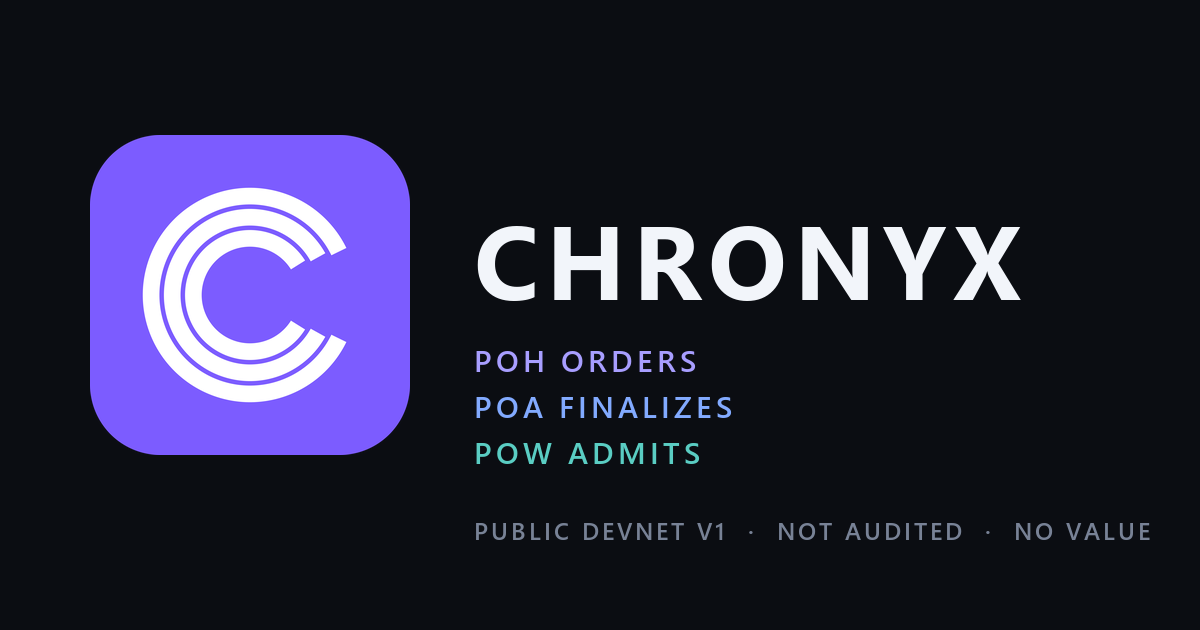 CHRONYX
POH ORDERS
POA FINALIZES
POW ADMITS
PUBLIC DEVNET V1 · NOT AUDITED · NO VALUE